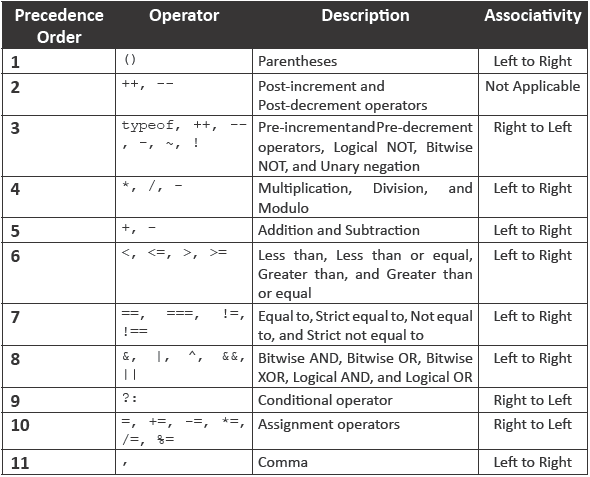 Precedence Operator Description Associativity
Order
1 () Parentheses Left to Right
2 ++, -- Post-increment and Not Applicable
Post-decrement operators
3 typeof, ++, -- Pre-incrementandPre-decrement Right to Left
, -, ~, ! operators, Logical NOT, Bitwise
NOT, and Unary negation
4 *, /, - Multiplication, Division, and Left to Right
Modulo
5 +, - Addition and Subtraction Left to Right
6 <, <=, >, >= Less than, Less than or equal, Left to Right
Greater than, and Greater than
or equal
7 ==, ===, !=, Equal to, Strict equal to, Not equal Left to Right
!== to, and Strict not equal to
8 &, |, ^, &&, Bitwise AND, Bitwise OR, Bitwise Left to Right
|| XOR, Logical AND, and Logical OR
9 ?: Conditional operator Right to Left
10 =, +=, -=, *=, Assignment operators Right to Left
/=, %=
11 , Comma Left to Right